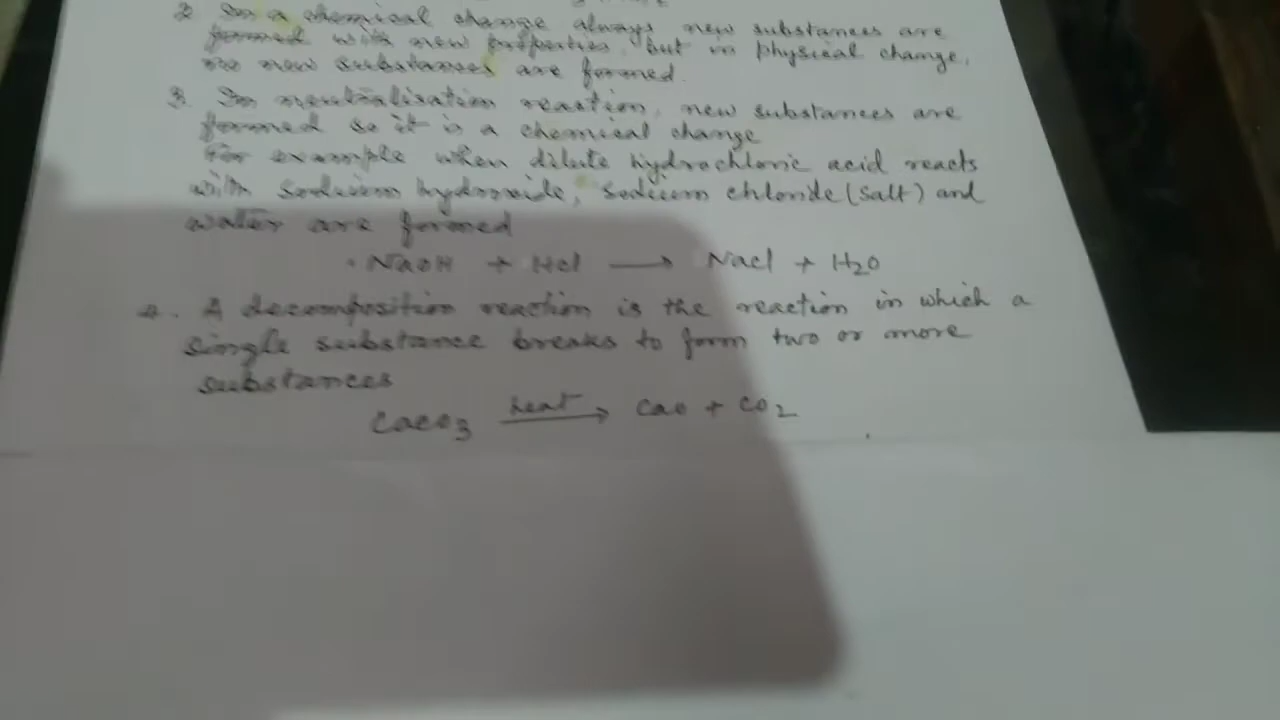 2. In a chemical change always new substances are
formed with new properties, but in physical change,
no new substances are formed.
3. In neutralisation reaction, new substances are
formed so it is a chemical change
For example when dilute hydrochloric acid reacts
with sodium hydroxide, sodium chloride (salt) and
water are formed
NaOH + Hcl → Nacl + H₂O
4. A decomposition reaction is the reaction in which a
single substance breaks to form two or more
substances
Caco₃ heat → Cao + CO₂